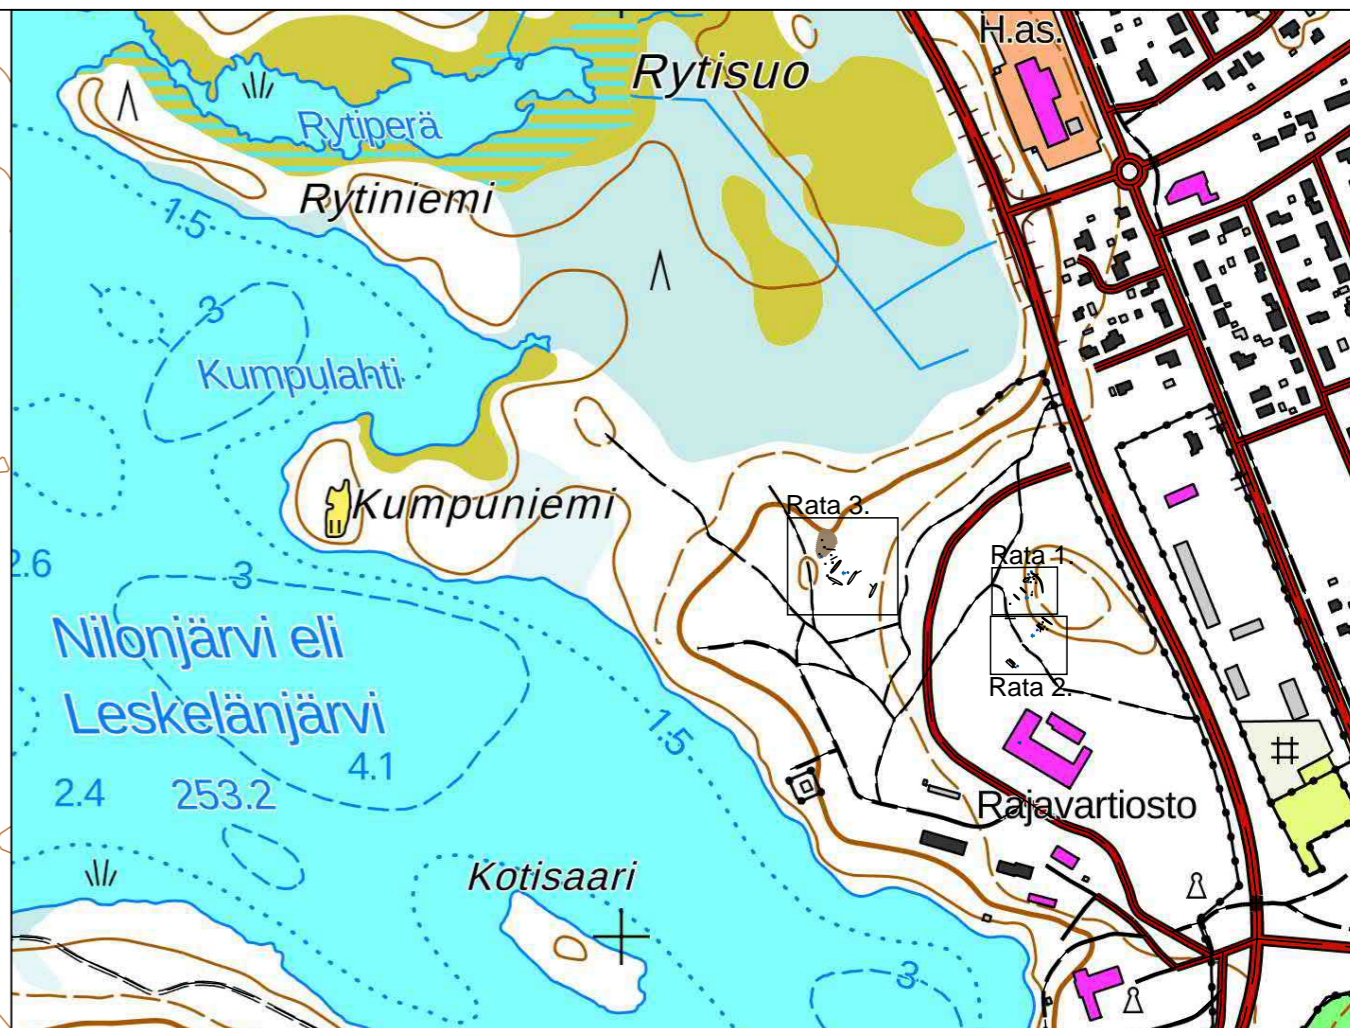 H.as.
Rytisuo
Rytiperä
Rytiniemi
1.5
3
Kumpulahti
Kumpuniemi
Rata 3.
Rata 1.
2.6
3
Nilonjärvi eli
Leskelänjärvi
Rata 2.
1.5
4.1
2.4
253.2
Rajavartiosto
Kotisaari
3